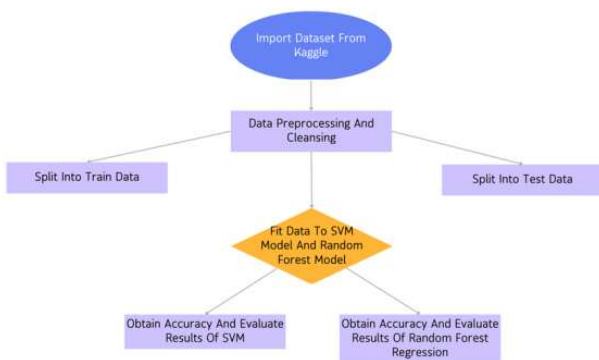 Import Dataset From
Kaggle
Data Preprocessing And
Cleansing
Split Into Train Data
Split Into Test Data
Fit Data To SVM
Model And Random
Forest Model
Obtain Accuracy And Evaluate
Results Of SVM
Obtain Accuracy And Evaluate
Results Of Random Forest
Regression